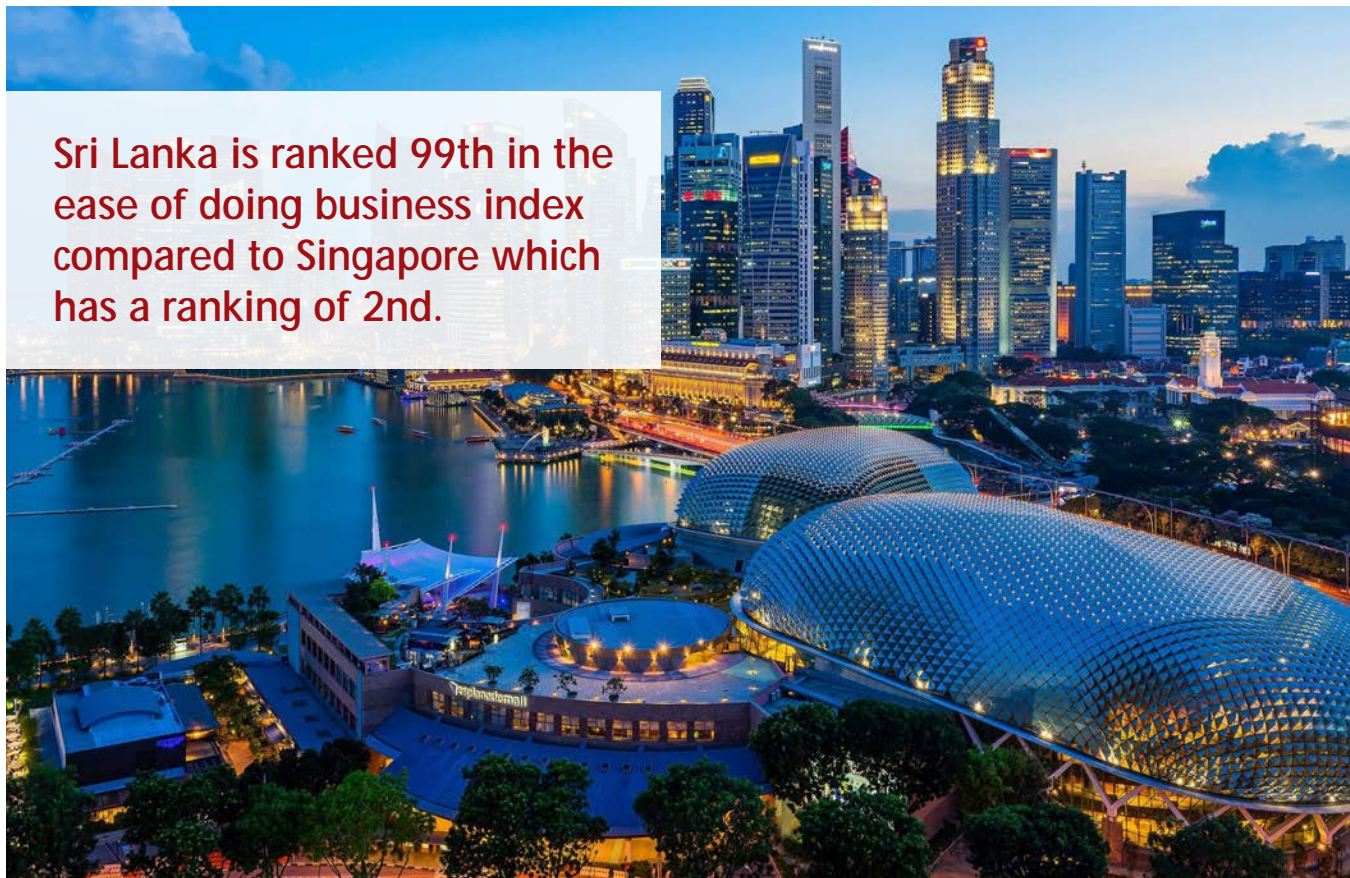 Sri Lanka is ranked 99th in the
ease of doing business index
compared to Singapore which
has a ranking of 2nd.
esplanademall